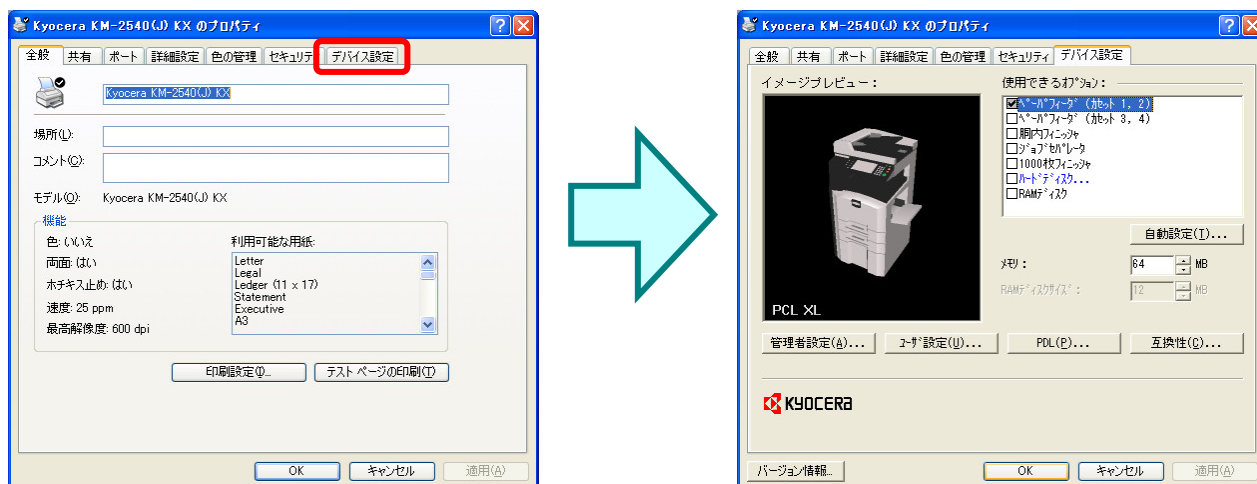 Kyocera KM-2540(J) KX のプロパティ
全般 共有 ポート 詳細設定 色の管理 セキュリテ デバイス設定
Kyocera KM-2540(J) KX
場所(L):
コメント(C):
モデル(O): Kyocera KM-2540(J) KX
機能
色: いいえ
両面: はい
ホチキス止め: はい
速度: 25 ppm
最高解像度: 600 dpi
利用可能な用紙:
Letter
Legal
Ledger (11 x 17)
Statement
Executive
A3
印刷設定(I)... テスト ページの印刷(T)
OK キャンセル 適用(A)
Kyocera KM-2540(J) KX のプロパティ
全般 共有 ポート 詳細設定 色の管理 セキュリティ デバイス設定
イメージプレビュー:
PCL XL
使用できるオプション:
ペーパフィーダ (カセット 1, 2)
ペーパフィーダ (カセット 3, 4)
胴内フィニッシャ
ジョブセパレータ
1000枚フィニッシャ
ハードディスク...
RAMディスク
自動設定(T)...
メモリ: 64 MB
RAMディスクサイズ: 12 MB
管理者設定(A)... ユーザ設定(U)... PDL(P)... 互換性(C)...
KYOCERA
バージョン情報... OK キャンセル 適用(A)